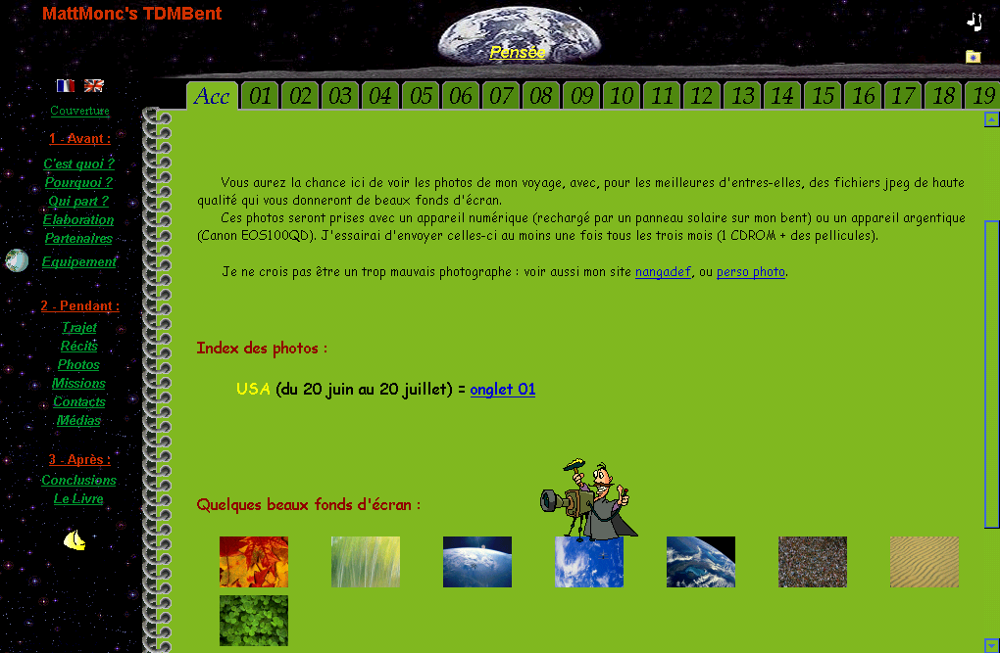 MattMonc's TDMBent
Pensée
Acc 01 02 03 04 05 06 07 08 09 10 11 12 13 14 15 16 17 18 19
Couverture
1 - Avant :
C'est quoi ?
Pourquoi ?
Qui part ?
Elaboration
Partenaires
Equipement
2 - Pendant :
Trajet
Récits
Photos
Missions
Contacts
Médias
3 - Après :
Conclusions
Le Livre
Vous aurez la chance ici de voir les photos de mon voyage, avec, pour les meilleures d'entres-elles, des fichiers jpeg de haute
qualité qui vous donneront de beaux fonds d'écran.
Ces photos seront prises avec un appareil numérique (rechargé par un panneau solaire sur mon bent) ou un appareil argentique
(Canon EOS100QD). J'essairai d'envoyer celles-ci au moins une fois tous les trois mois (1 CDROM + des pellicules).
Je ne crois pas être un trop mauvais photographe : voir aussi mon site nangadef, ou perso photo.
Index des photos :
USA (du 20 juin au 20 juillet) = onglet 01
Quelques beaux fonds d'écran :